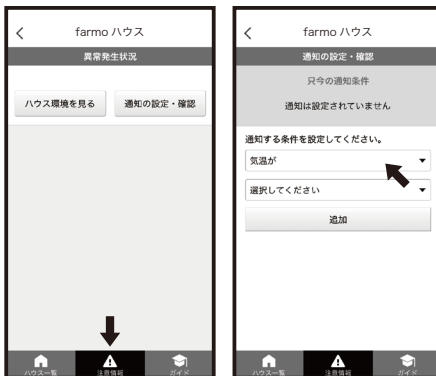 farmo ハウス
異常発生状況
ハウス環境を見る
通知の設定・確認
ハウス一覧
注意情報
ガイド
farmo ハウス
通知の設定・確認
只今の通知条件
通知は設定されていません
通知する条件を設定してください。
気温が
選択してください
追加
ハウス一覧
注意情報
ガイド